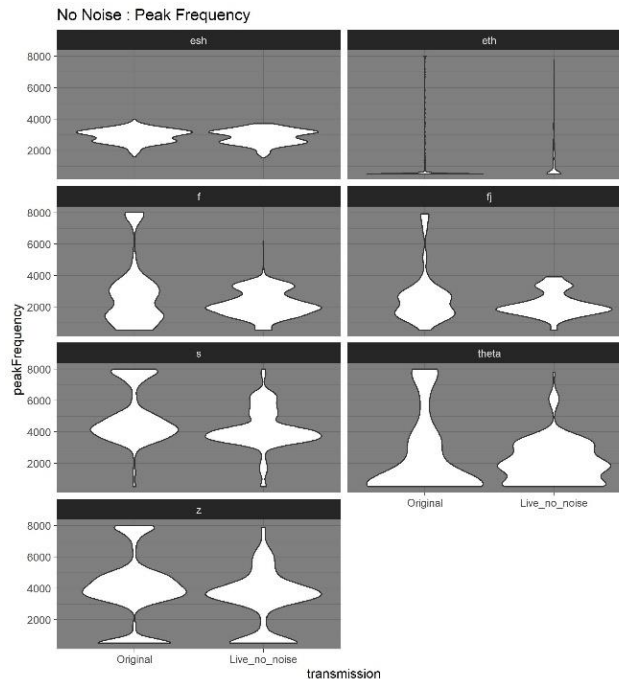 No Noise : Peak Frequency
esh
eth
8000
6000
4000
2000
f
fj
8000
6000
4000
2000
peakFrequency
s
theta
8000
6000
4000
2000
Original
Live_no_noise
z
8000
6000
4000
2000
Original
Live_no_noise
transmission